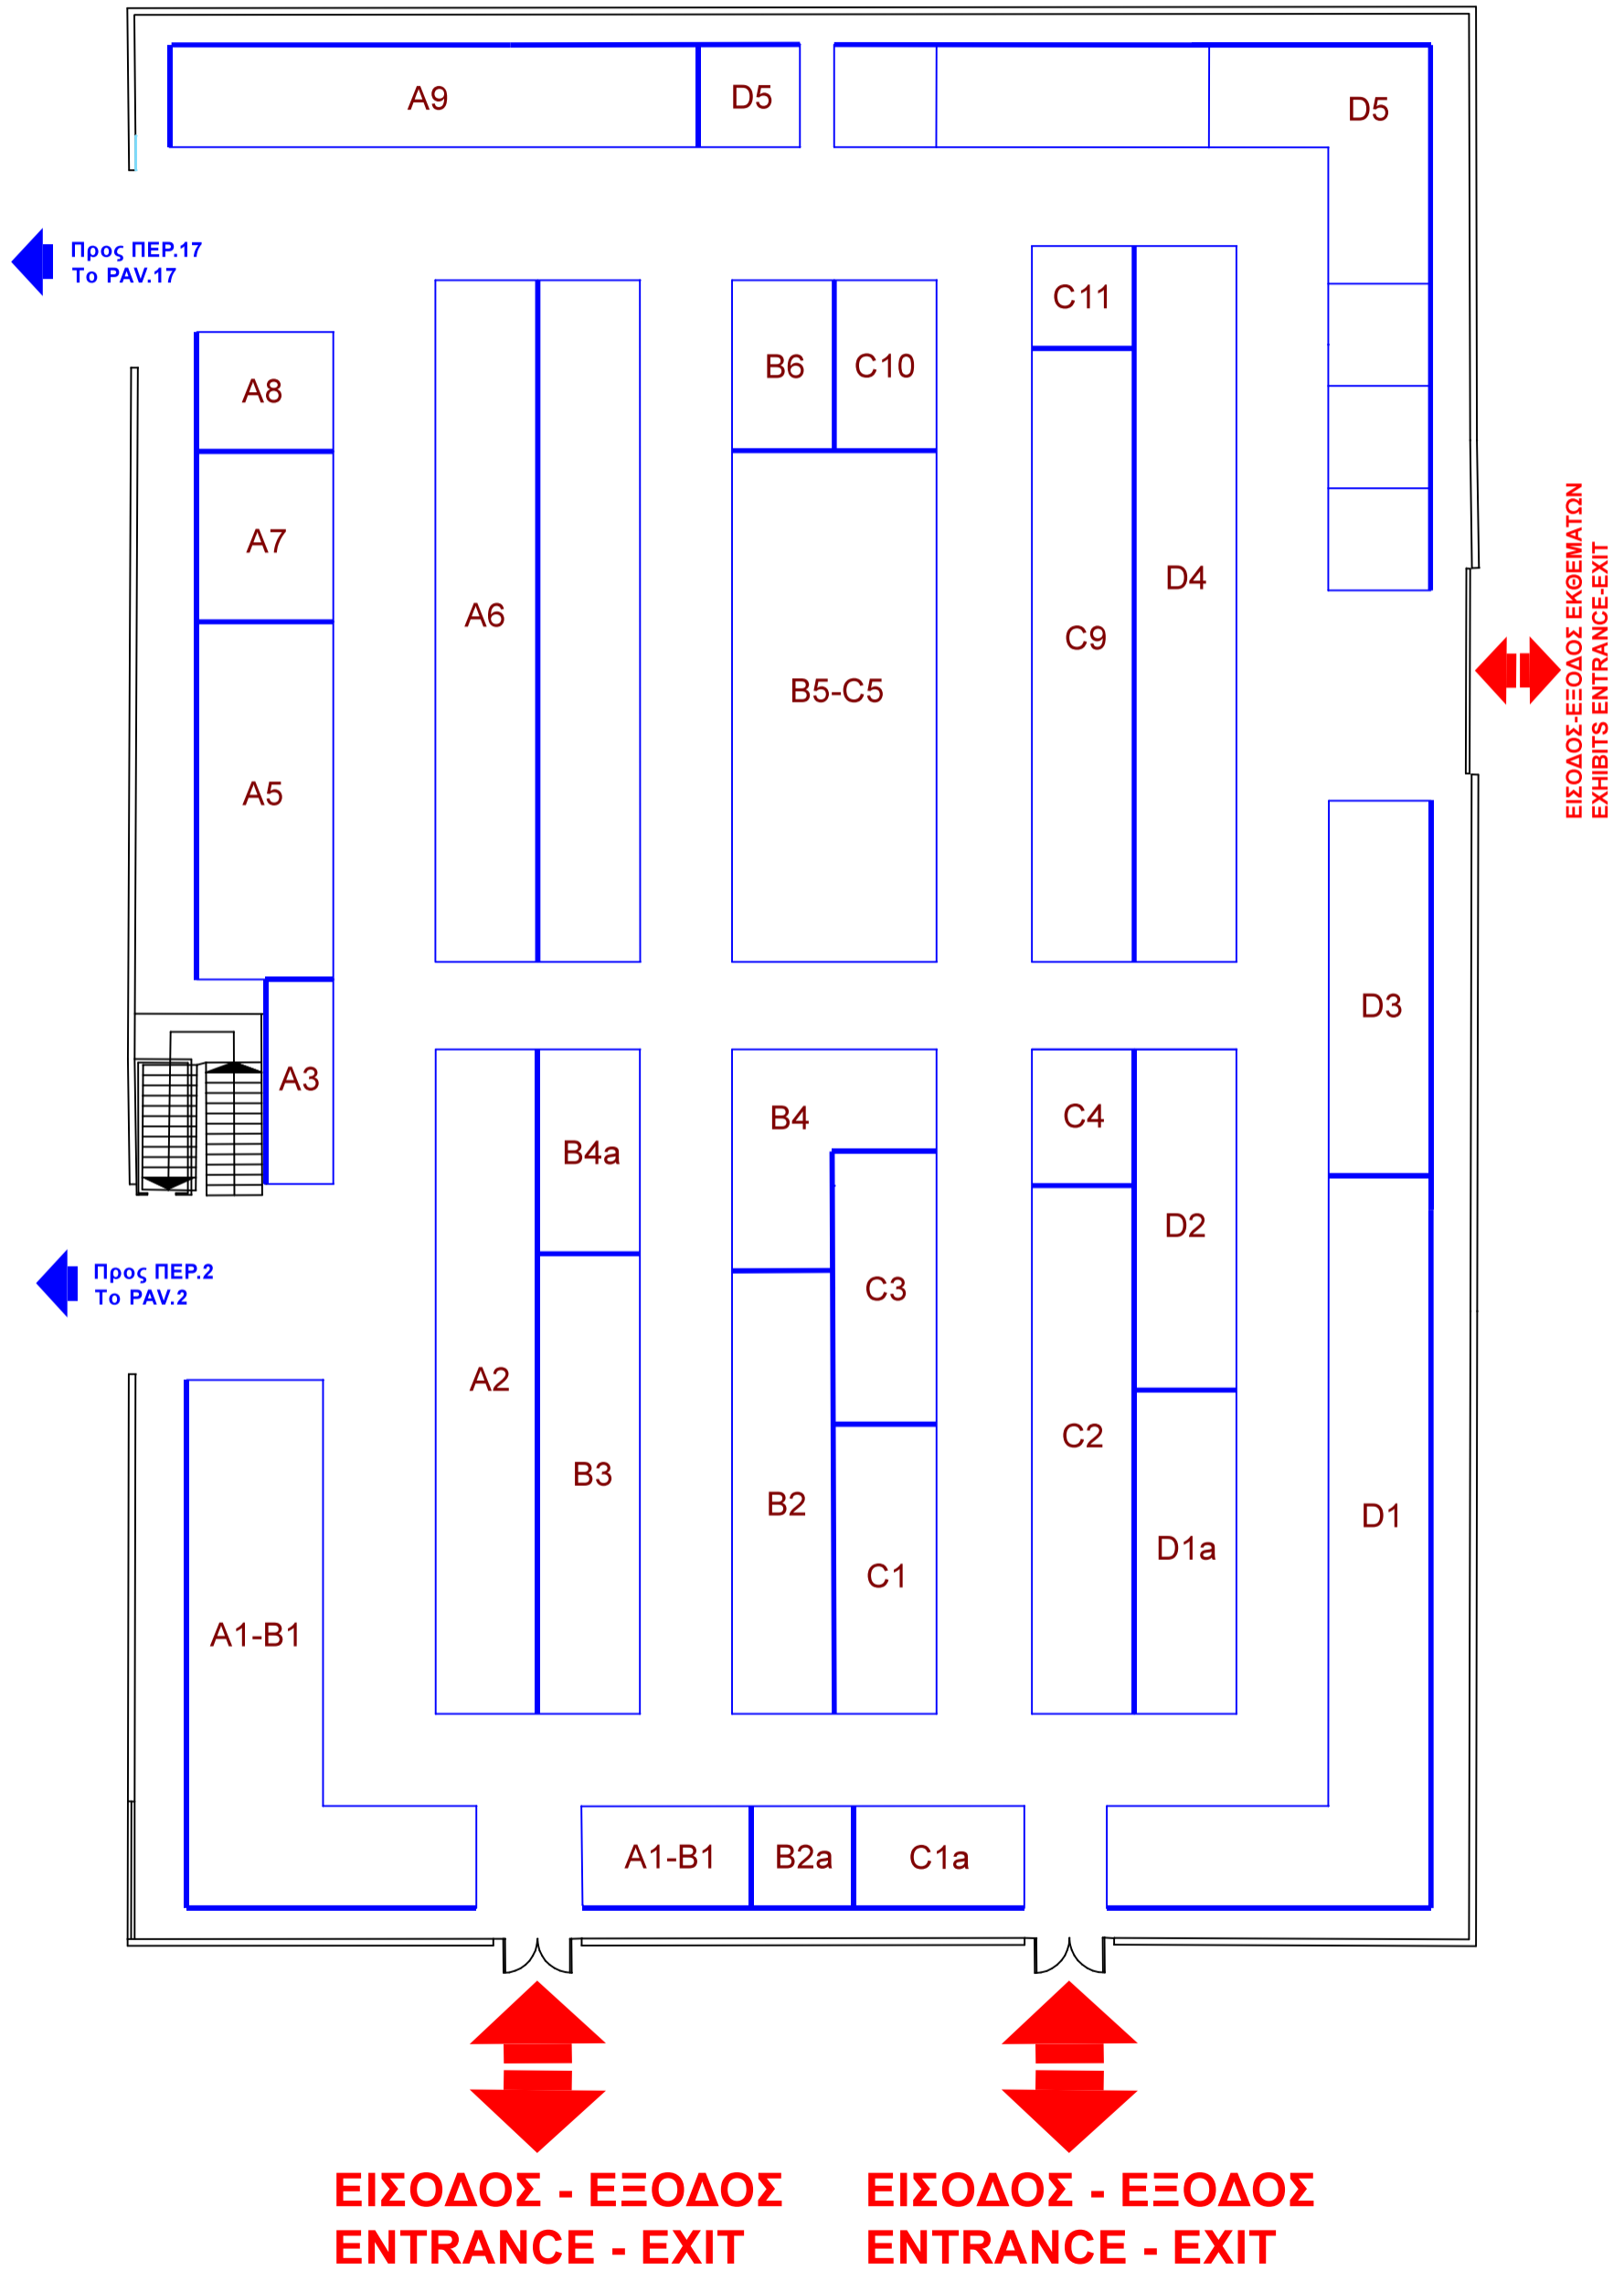 A9
D5
D5
Προς ΠΕΡ.17
To PAV.17
C11
B6
C10
A8
A7
A6
D4
C9
B5-C5
A5
ΕΙΣΟΔΟΣ-ΕΞΟΔΟΣ ΕΚΘΕΜΑΤΩΝ
EXHIBITS ENTRANCE-EXIT
D3
A3
B4
C4
B4a
D2
Προς ΠΕΡ.2
To PAV.2
C3
A2
C2
B3
B2
D1
D1a
C1
A1-B1
A1-B1
B2a
C1a
ΕΙΣΟΔΟΣ - ΕΞΟΔΟΣ
ENTRANCE - EXIT
ΕΙΣΟΔΟΣ - ΕΞΟΔΟΣ
ENTRANCE - EXIT